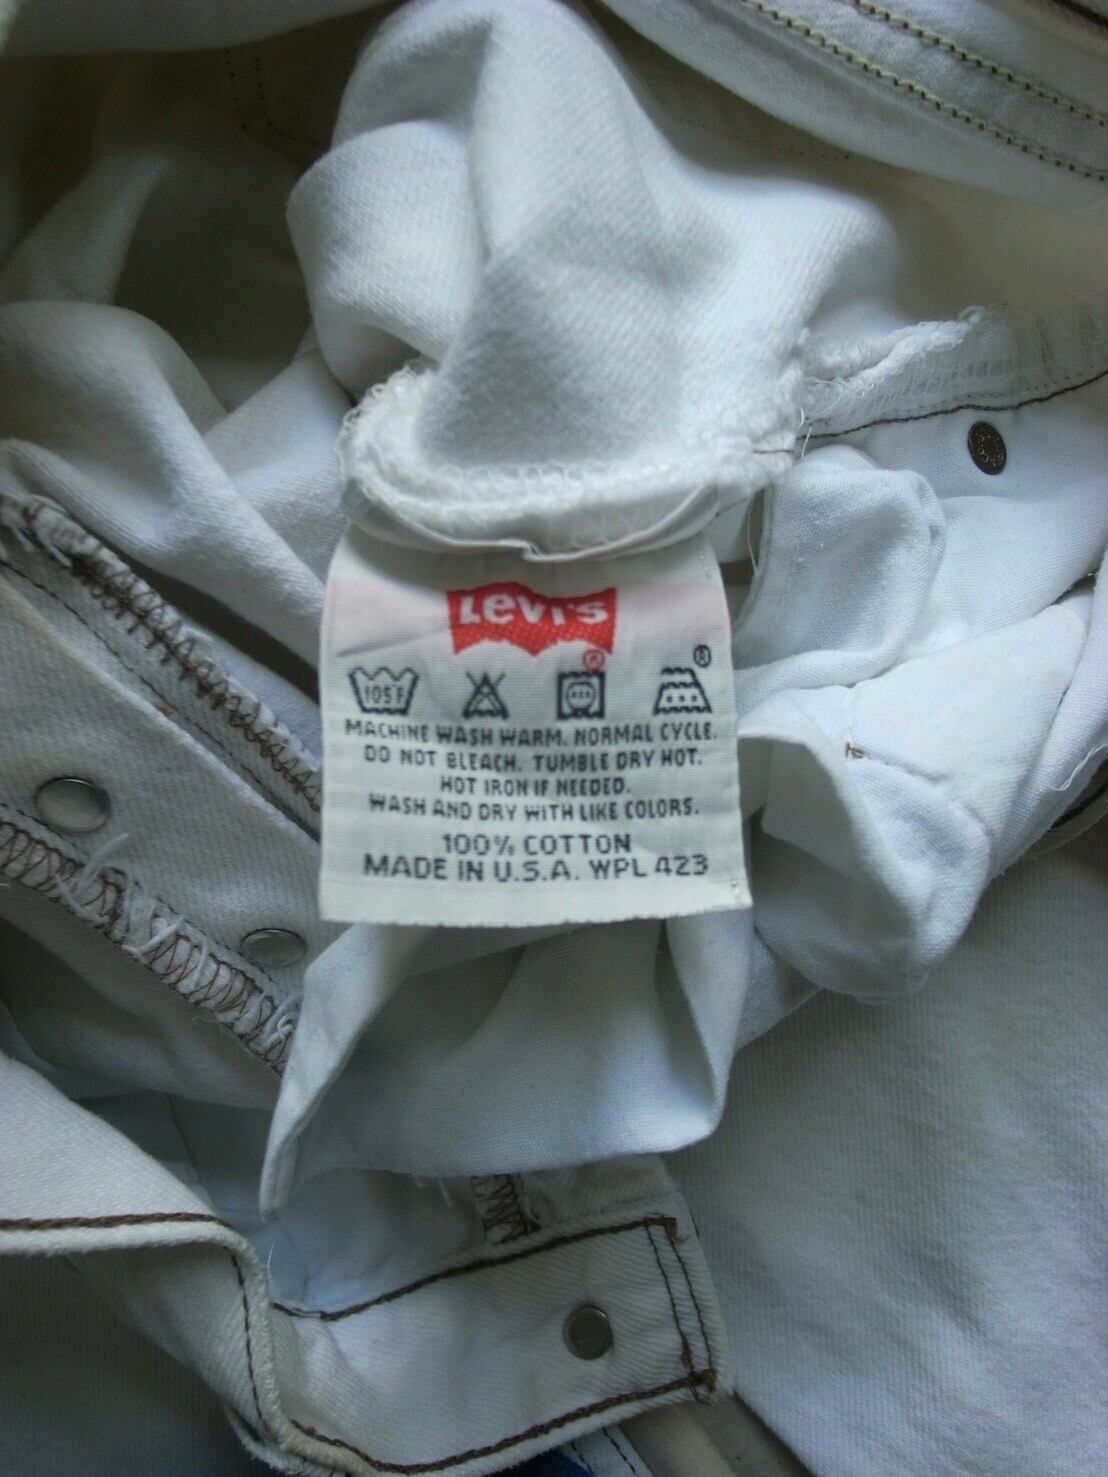 Levi's
®
®
105F
MACHINE WASH WARM. NORMAL CYCLE.
DO NOT BLEACH. TUMBLE DRY HOT.
HOT IRON IF NEEDED.
WASH AND DRY WITH LIKE COLORS.
100% COTTON
MADE IN U.S.A. WPL 423